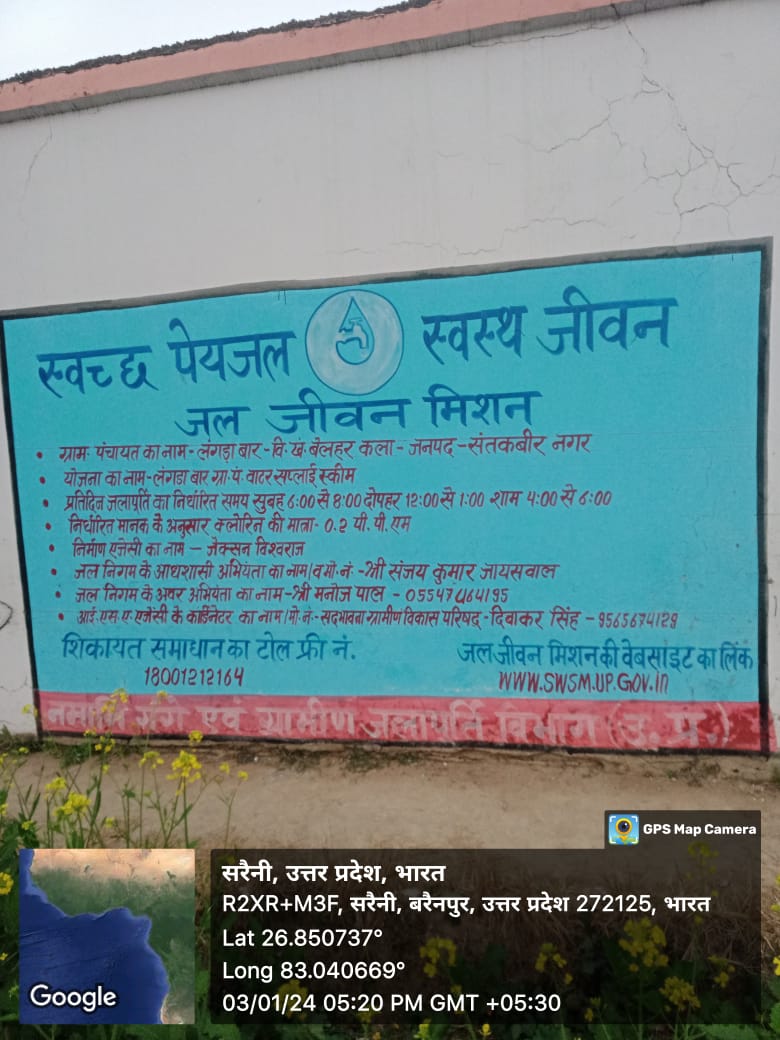 स्वच्छ पेयजल स्वस्थ जीवन
जल जीवन मिशन
• ग्राम पंचायत का नाम - लंगड़ा बार - वि.खं. बेलहर कला - जनपद - संतकबीर नगर
• योजना का नाम - लंगडा बार ग्रा.पं. वाटर सप्लाई स्कीम
• प्रतिदिन जलापूर्ति का निर्धारित समय सुबह 6:00 से 8:00 दोपहर 12:00 से 1:00 शाम 4:00 से 6:00
• निर्धारित मानक के अनुसार क्लोरिन की मात्रा - 0.2 पी. पी. एम
• निर्माण एजेंसी का नाम - जैक्सन विश्वराज
• जल निगम के अधिशासी अभियंता का नाम/व मो.नं. - श्री संजय कुमार जायसवाल
• जल निगम के अवर अभियंता का नाम - श्री मनोज पाल - 05547464195
• आई.एस.ए. एजेंसी के कार्डिनेटर का नाम/मो.नं. - सदभावना ग्रामीण विकास परिषद - दिवाकर सिंह - 9565674129
शिकायत समाधान का टोल फ्री नं.
18001212164
जल जीवन मिशन की वेबसाइट का लिंक
WWW.SWSM.UP.GOV.in
नमामि गंगे एवं ग्रामीण जलापूर्ति विभाग (उ.प्र.)
GPS Map Camera
सरैनी, उत्तर प्रदेश, भारत
R2XR+M3F, सरैनी, बरैनपुर, उत्तर प्रदेश 272125, भारत
Lat 26.850737°
Long 83.040669°
03/01/24 05:20 PM GMT +05:30
Google